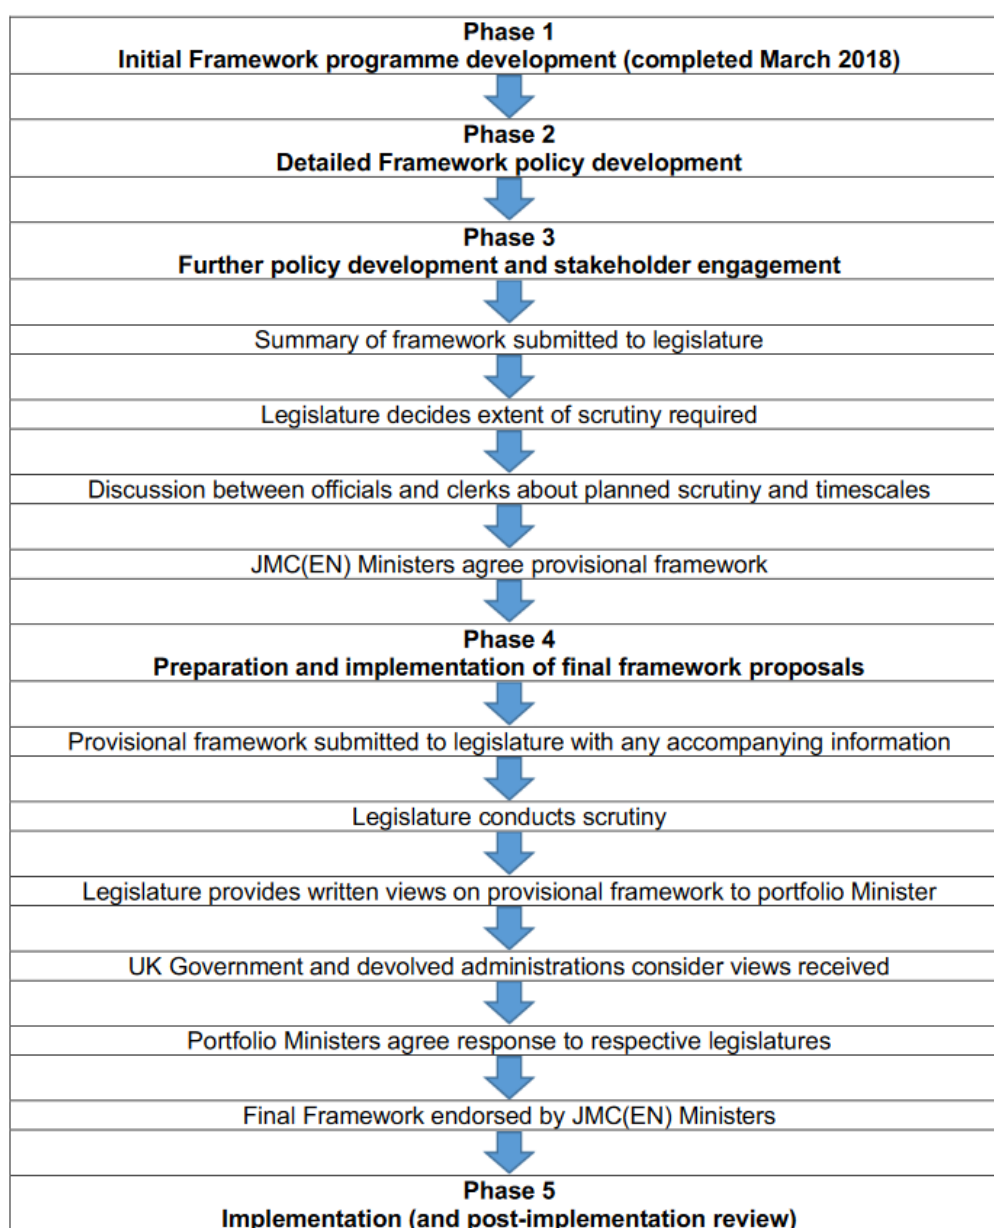 Phase 1
Initial Framework programme development (completed March 2018)
Phase 2
Detailed Framework policy development
Phase 3
Further policy development and stakeholder engagement
Summary of framework submitted to legislature
Legislature decides extent of scrutiny required
Discussion between officials and clerks about planned scrutiny and timescales
JMC(EN) Ministers agree provisional framework
Phase 4
Preparation and implementation of final framework proposals
Provisional framework submitted to legislature with any accompanying information
Legislature conducts scrutiny
Legislature provides written views on provisional framework to portfolio Minister
UK Government and devolved administrations consider views received
Portfolio Ministers agree response to respective legislatures
Final Framework endorsed by JMC(EN) Ministers
Phase 5
Implementation (and post-implementation review)